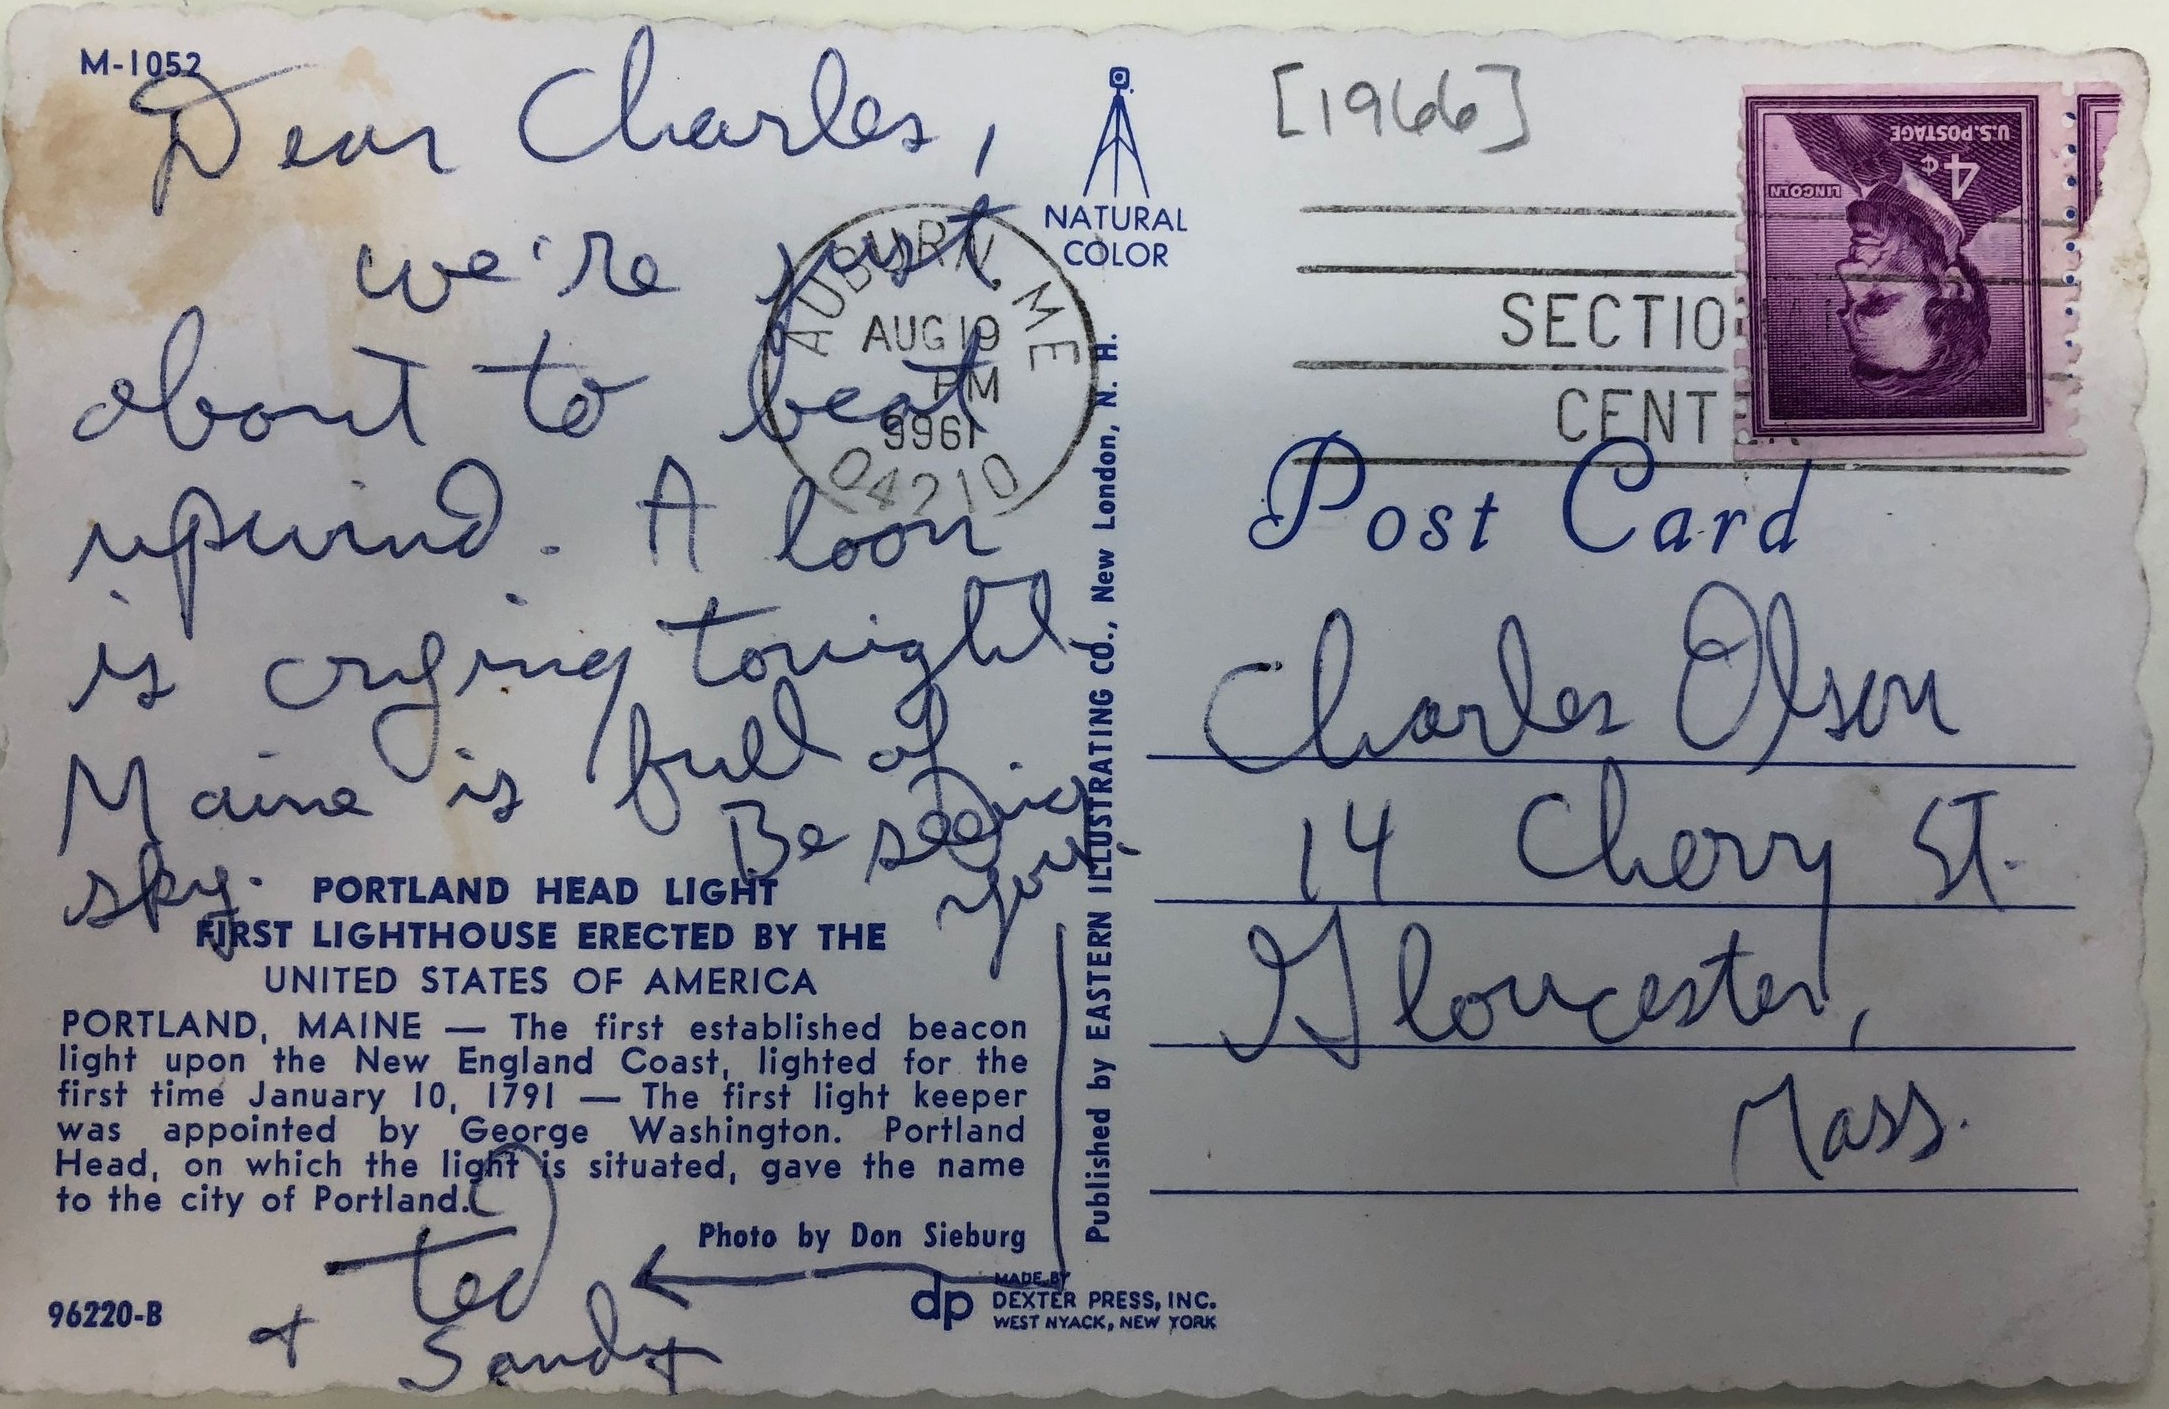 M-1052
Dear Charles,
we're just
about to beat
upwind. A loon
is crying tonight
Maine is full of
sky. Be seeing
you.
PORTLAND HEAD LIGHT
FIRST LIGHTHOUSE ERECTED BY THE
UNITED STATES OF AMERICA
PORTLAND, MAINE — The first established beacon
light upon the New England Coast, lighted for the
first time January 10, 1791 — The first light keeper
was appointed by George Washington. Portland
Head, on which the light is situated, gave the name
to the city of Portland.
Photo by Don Sieburg
Ted
+ Sandy
96220-B
dp
MADE BY
DEXTER PRESS, INC.
WEST NYACK, NEW YORK
NATURAL
COLOR
AUBURN, ME
AUG 19
PM
9961
04210
Published by EASTERN ILLUSTRATING CO., New London, N. H.
[1966]
SECTIO
CENT
U.S. POSTAGE
4¢
LINCOLN
Post Card
Charles Olson
14 Cherry St.
Gloucester,
Mass.